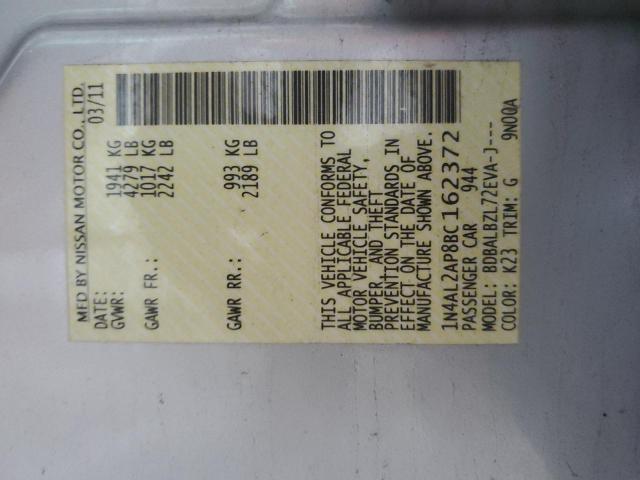 MFD BY NISSAN MOTOR CO., LTD.
DATE: 03/11
GVWR: 1941 KG
4279 LB
GAWR FR.: 1017 KG
2242 LB
GAWR RR.: 993 KG
2189 LB
THIS VEHICLE CONFORMS TO
ALL APPLICABLE FEDERAL
MOTOR VEHICLE SAFETY,
BUMPER, AND THEFT
PREVENTION STANDARDS IN
EFFECT ON THE DATE OF
MANUFACTURE SHOWN ABOVE.
1N4AL2AP8BC162372
PASSENGER CAR 944
MODEL: BDBALBZL72EVA-J---
COLOR: K23 TRIM: G 9N00A